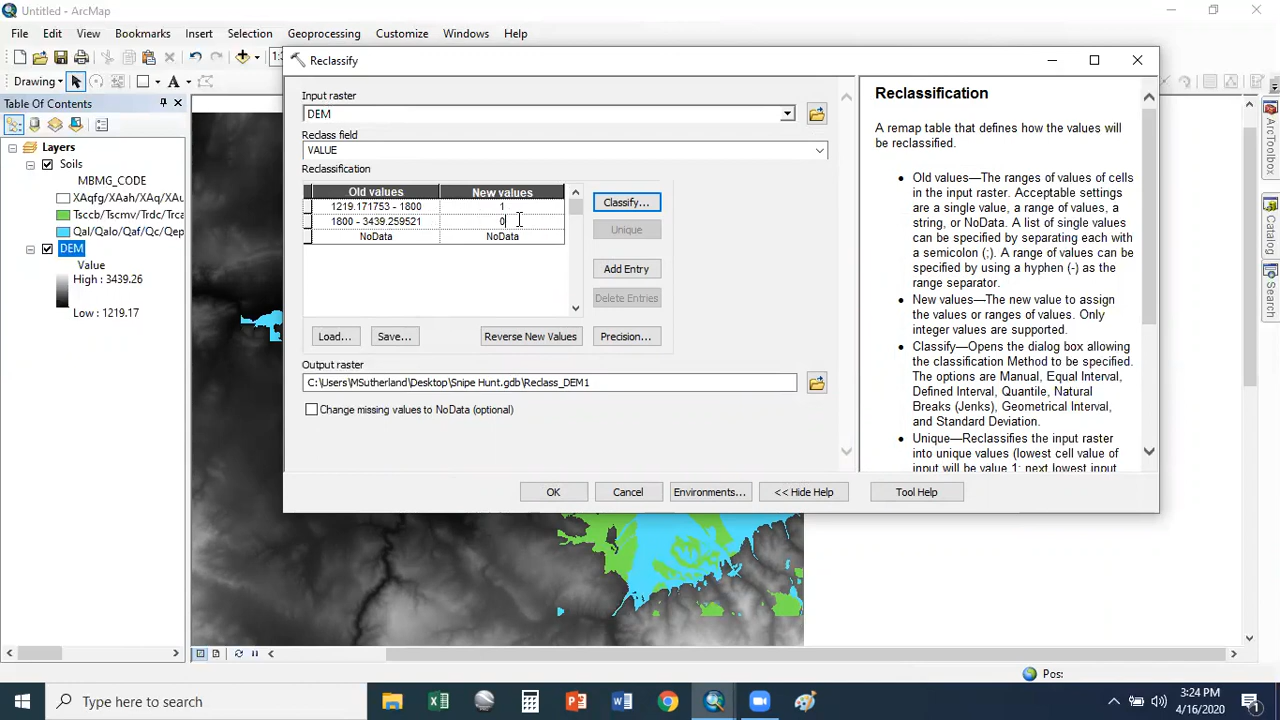 Untitled - ArcMap
File Edit View Bookmarks Insert Selection Geoprocessing Customize Windows Help
Drawing
Table Of Contents
Layers
Soils
MBMG_CODE
XAqfg/XAah/XAq/XAu
Tsccb/Tscmv/Trdc/Trca
Qal/Qalo/Qaf/Qc/Qep
DEM
Value
High : 3439.26
Low : 1219.17
Reclassify
Input raster
DEM
Reclass field
VALUE
Reclassification
Old values New values
1219.171753 - 1800 1
1800 - 3439.259521 0
NoData NoData
Classify...
Unique
Add Entry
Delete Entries
Load... Save... Reverse New Values Precision...
Output raster
C:\Users\MSutherland\Desktop\Snipe Hunt.gdb\Reclass_DEM1
Change missing values to NoData (optional)
OK Cancel Environments... << Hide Help Tool Help
Reclassification
A remap table that defines how the values will
be reclassified.
Old values—The ranges of values of cells
in the input raster. Acceptable settings
are a single value, a range of values, a
string, or NoData. A list of single values
can be specified by separating each with
a semicolon (;). A range of values can be
specified by using a hyphen (-) as the
range separator.
New values—The new value to assign
the values or ranges of values. Only
integer values are supported.
Classify—Opens the dialog box allowing
the classification Method to be specified.
The options are Manual, Equal Interval,
Defined Interval, Quantile, Natural
Breaks (Jenks), Geometrical Interval,
and Standard Deviation.
Unique—Reclassifies the input raster
into unique values (lowest cell value of
input will be value 1; next lowest input
ArcToolbox
Catalog
Search
Pos:
Type here to search
3:24 PM
4/16/2020